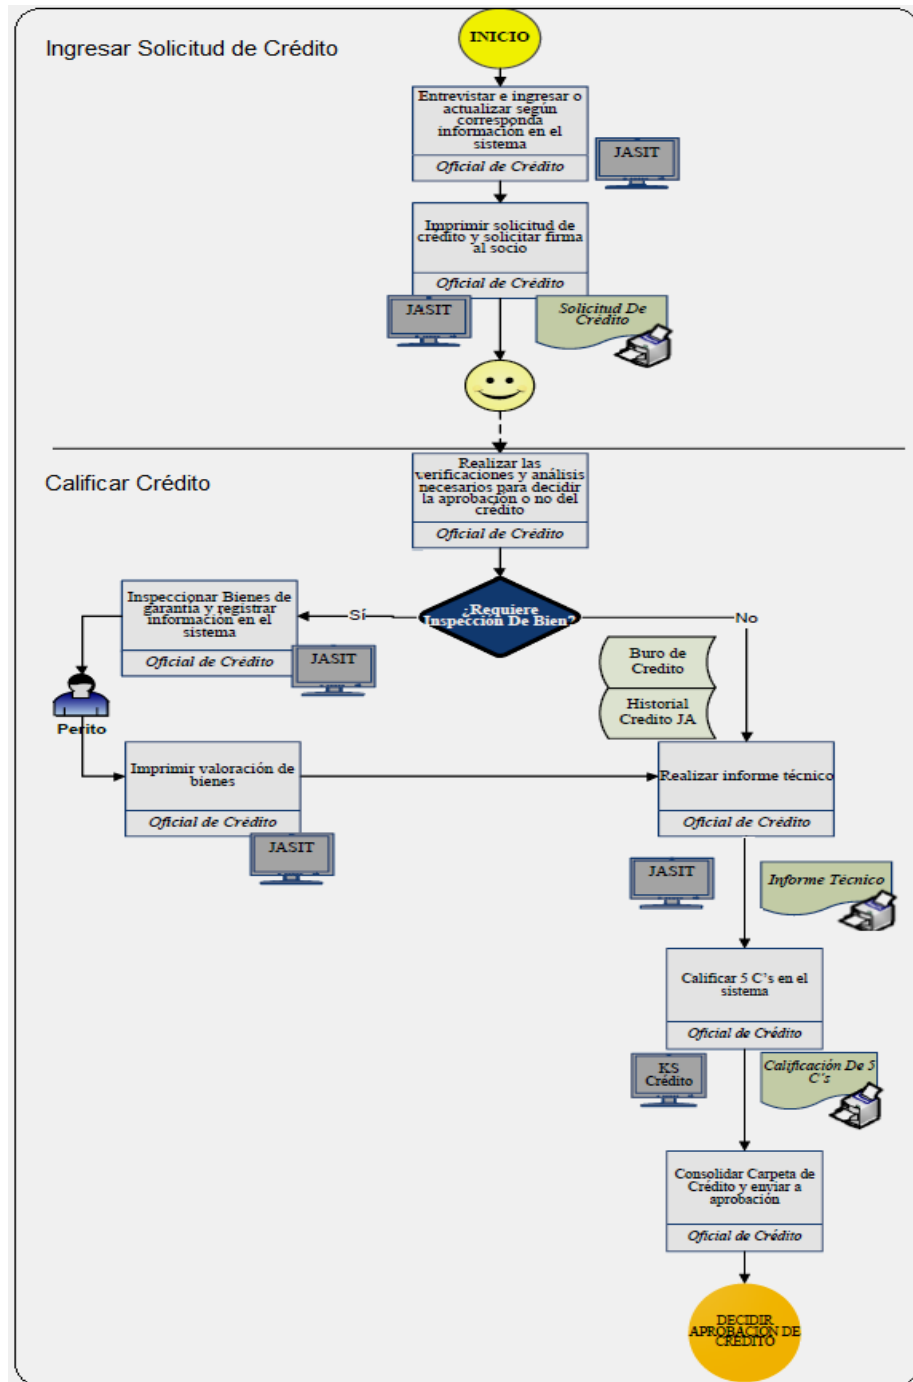 Ingresar Solicitud de Crédito
INICIO
Entrevistar e ingresar o
actualizar según
corresponda
información en el
sistema
Oficial de Crédito
JASIT
Imprimir solicitud de
crédito y solicitar firma
al socio
Oficial de Crédito
JASIT
Solicitud De
Crédito
Calificar Crédito
Realizar las
verificaciones y análisis
necesarios para decidir
la aprobación o no del
crédito
Oficial de Crédito
¿Requiere
Inspección De Bien?
Sí
No
Inspeccionar Bienes de
garantía y registrar
información en el
sistema
Oficial de Crédito
JASIT
Perito
Buro de
Credito
Historial
Credito JA
Imprimir valoración de
bienes
Oficial de Crédito
JASIT
Realizar informe técnico
Oficial de Crédito
JASIT
Informe Técnico
Calificar 5 C's en el
sistema
Oficial de Crédito
KS
Crédito
Calificación De 5
C´s
Consolidar Carpeta de
Crédito y enviar a
aprobación
Oficial de Crédito
DECIDIR
APROBACION DE
CRÉDITO